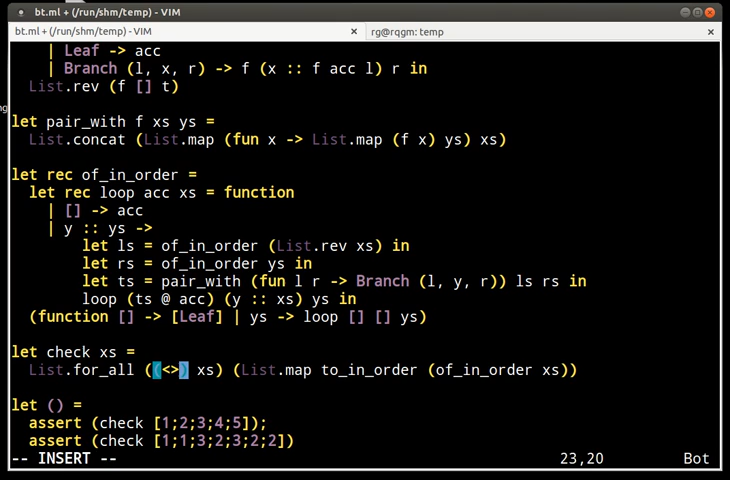 bt.ml + (/run/shm/temp) - VIM
bt.ml + (/run/shm/temp) - VIM × rg@rqgm: temp ×
| Leaf -> acc
| Branch (l, x, r) -> f (x :: f acc l) r in
List.rev (f [] t)
let pair_with f xs ys =
List.concat (List.map (fun x -> List.map (f x) ys) xs)
let rec of_in_order =
let rec loop acc xs = function
| [] -> acc
| y :: ys ->
let ls = of_in_order (List.rev xs) in
let rs = of_in_order ys in
let ts = pair_with (fun l r -> Branch (l, y, r)) ls rs in
loop (ts @ acc) (y :: xs) ys in
(function [] -> [Leaf] | ys -> loop [] [] ys)
let check xs =
List.for_all ((<>) xs) (List.map to_in_order (of_in_order xs))
let () =
assert (check [1;2;3;4;5]);
assert (check [1;1;3;2;3;2;2])
-- INSERT -- 23,20 Bot